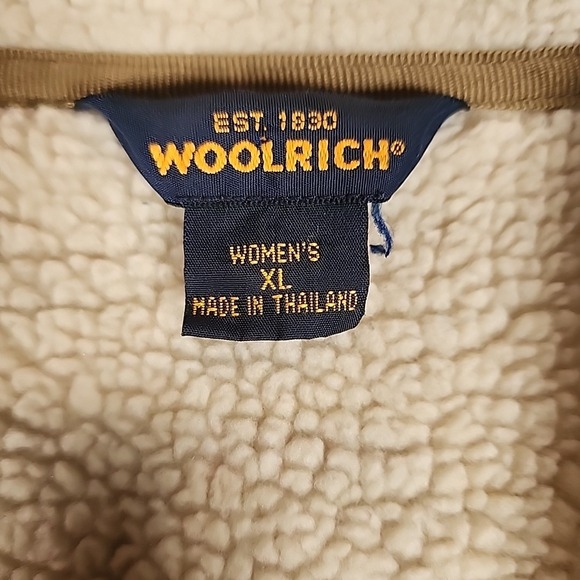 EST. 1830
WOOLRICH®
WOMEN'S
XL
MADE IN THAILAND